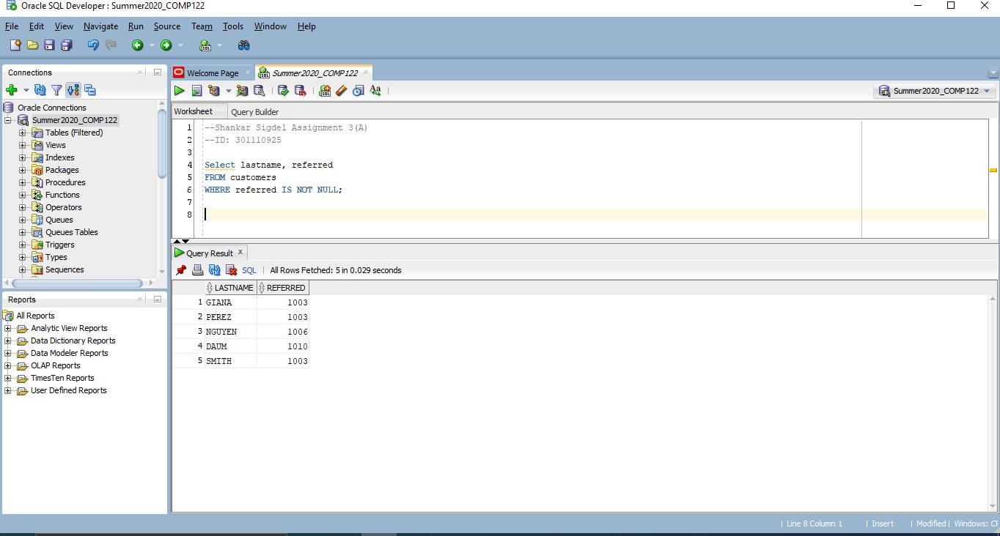 Oracle SQL Developer : Summer2020_COMP122
File Edit View Navigate Run Source Team Tools Window Help
Connections
Oracle Connections
Summer2020_COMP122
Tables (Filtered)
Views
Indexes
Packages
Procedures
Functions
Operators
Queues
Queues Tables
Triggers
Types
Sequences
Reports
All Reports
Analytic View Reports
Data Dictionary Reports
Data Modeler Reports
OLAP Reports
TimesTen Reports
User Defined Reports
Welcome Page Summer2020_COMP122
Summer2020_COMP122
Worksheet Query Builder
1 --Shankar Sigdel Assignment 3(A)
2 --ID: 301110925
3
4 Select lastname, referred
5 FROM customers
6 WHERE referred IS NOT NULL;
7
8
Query Result
SQL | All Rows Fetched: 5 in 0.029 seconds
LASTNAME REFERRED
1 GIANA 1003
2 PEREZ 1003
3 NGUYEN 1006
4 DAUM 1010
5 SMITH 1003
| Line 8 Column 1 | Insert | Modified | Windows: CF